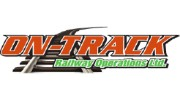 ON-TRACK
Railway Operations Ltd.